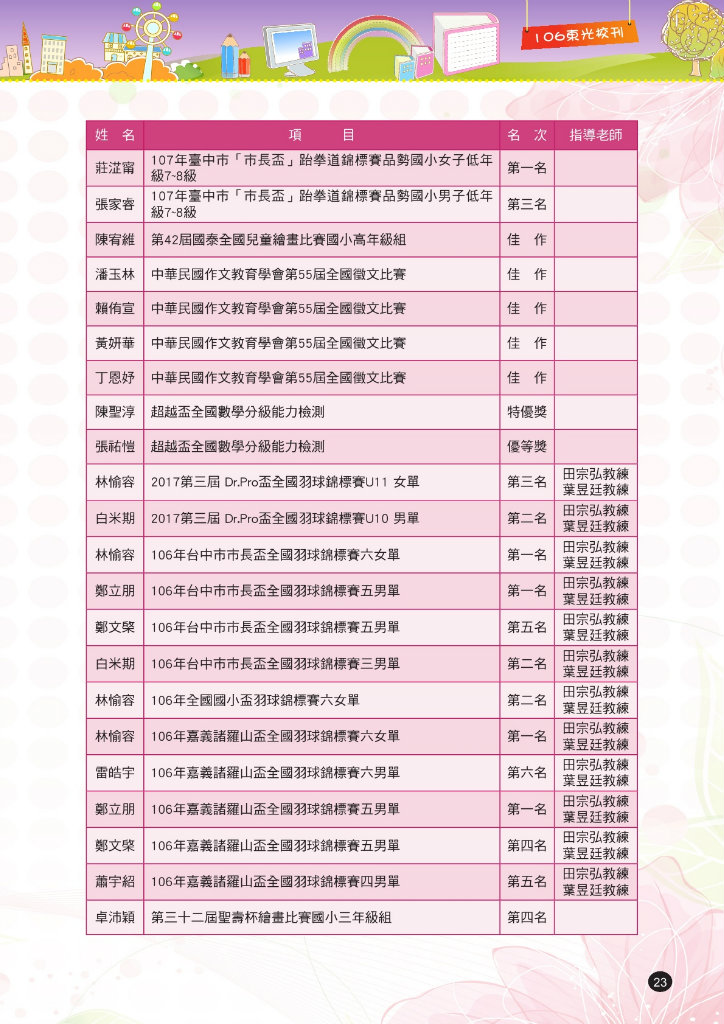 106東光校刊
姓 名 項 目 名 次 指導老師
莊淽甯 107年臺中市「市長盃」跆拳道錦標賽品勢國小女子低年級7~8級 第一名
張家睿 107年臺中市「市長盃」跆拳道錦標賽品勢國小男子低年級7~8級 第三名
陳宥維 第42屆國泰全國兒童繪畫比賽國小高年級組 佳 作
潘玉林 中華民國作文教育學會第55屆全國徵文比賽 佳 作
賴侑宣 中華民國作文教育學會第55屆全國徵文比賽 佳 作
黃妍華 中華民國作文教育學會第55屆全國徵文比賽 佳 作
丁恩妤 中華民國作文教育學會第55屆全國徵文比賽 佳 作
陳聖淳 超越盃全國數學分級能力檢測 特優獎
張祐愷 超越盃全國數學分級能力檢測 優等獎
林愉容 2017第三屆 Dr.Pro盃全國羽球錦標賽U11 女單 第三名 田宗弘教練 葉昱廷教練
白米期 2017第三屆 Dr.Pro盃全國羽球錦標賽U10 男單 第二名 田宗弘教練 葉昱廷教練
林愉容 106年台中市市長盃全國羽球錦標賽六女單 第一名 田宗弘教練 葉昱廷教練
鄭立朋 106年台中市市長盃全國羽球錦標賽五男單 第一名 田宗弘教練 葉昱廷教練
鄭文棨 106年台中市市長盃全國羽球錦標賽五男單 第五名 田宗弘教練 葉昱廷教練
白米期 106年台中市市長盃全國羽球錦標賽三男單 第二名 田宗弘教練 葉昱廷教練
林愉容 106年全國國小盃羽球錦標賽六女單 第二名 田宗弘教練 葉昱廷教練
林愉容 106年嘉義諸羅山盃全國羽球錦標賽六女單 第一名 田宗弘教練 葉昱廷教練
雷皓宇 106年嘉義諸羅山盃全國羽球錦標賽六男單 第六名 田宗弘教練 葉昱廷教練
鄭立朋 106年嘉義諸羅山盃全國羽球錦標賽五男單 第一名 田宗弘教練 葉昱廷教練
鄭文棨 106年嘉義諸羅山盃全國羽球錦標賽五男單 第四名 田宗弘教練 葉昱廷教練
蕭宇紹 106年嘉義諸羅山盃全國羽球錦標賽四男單 第五名 田宗弘教練 葉昱廷教練
卓沛穎 第三十二屆聖壽杯繪畫比賽國小三年級組 第四名
23